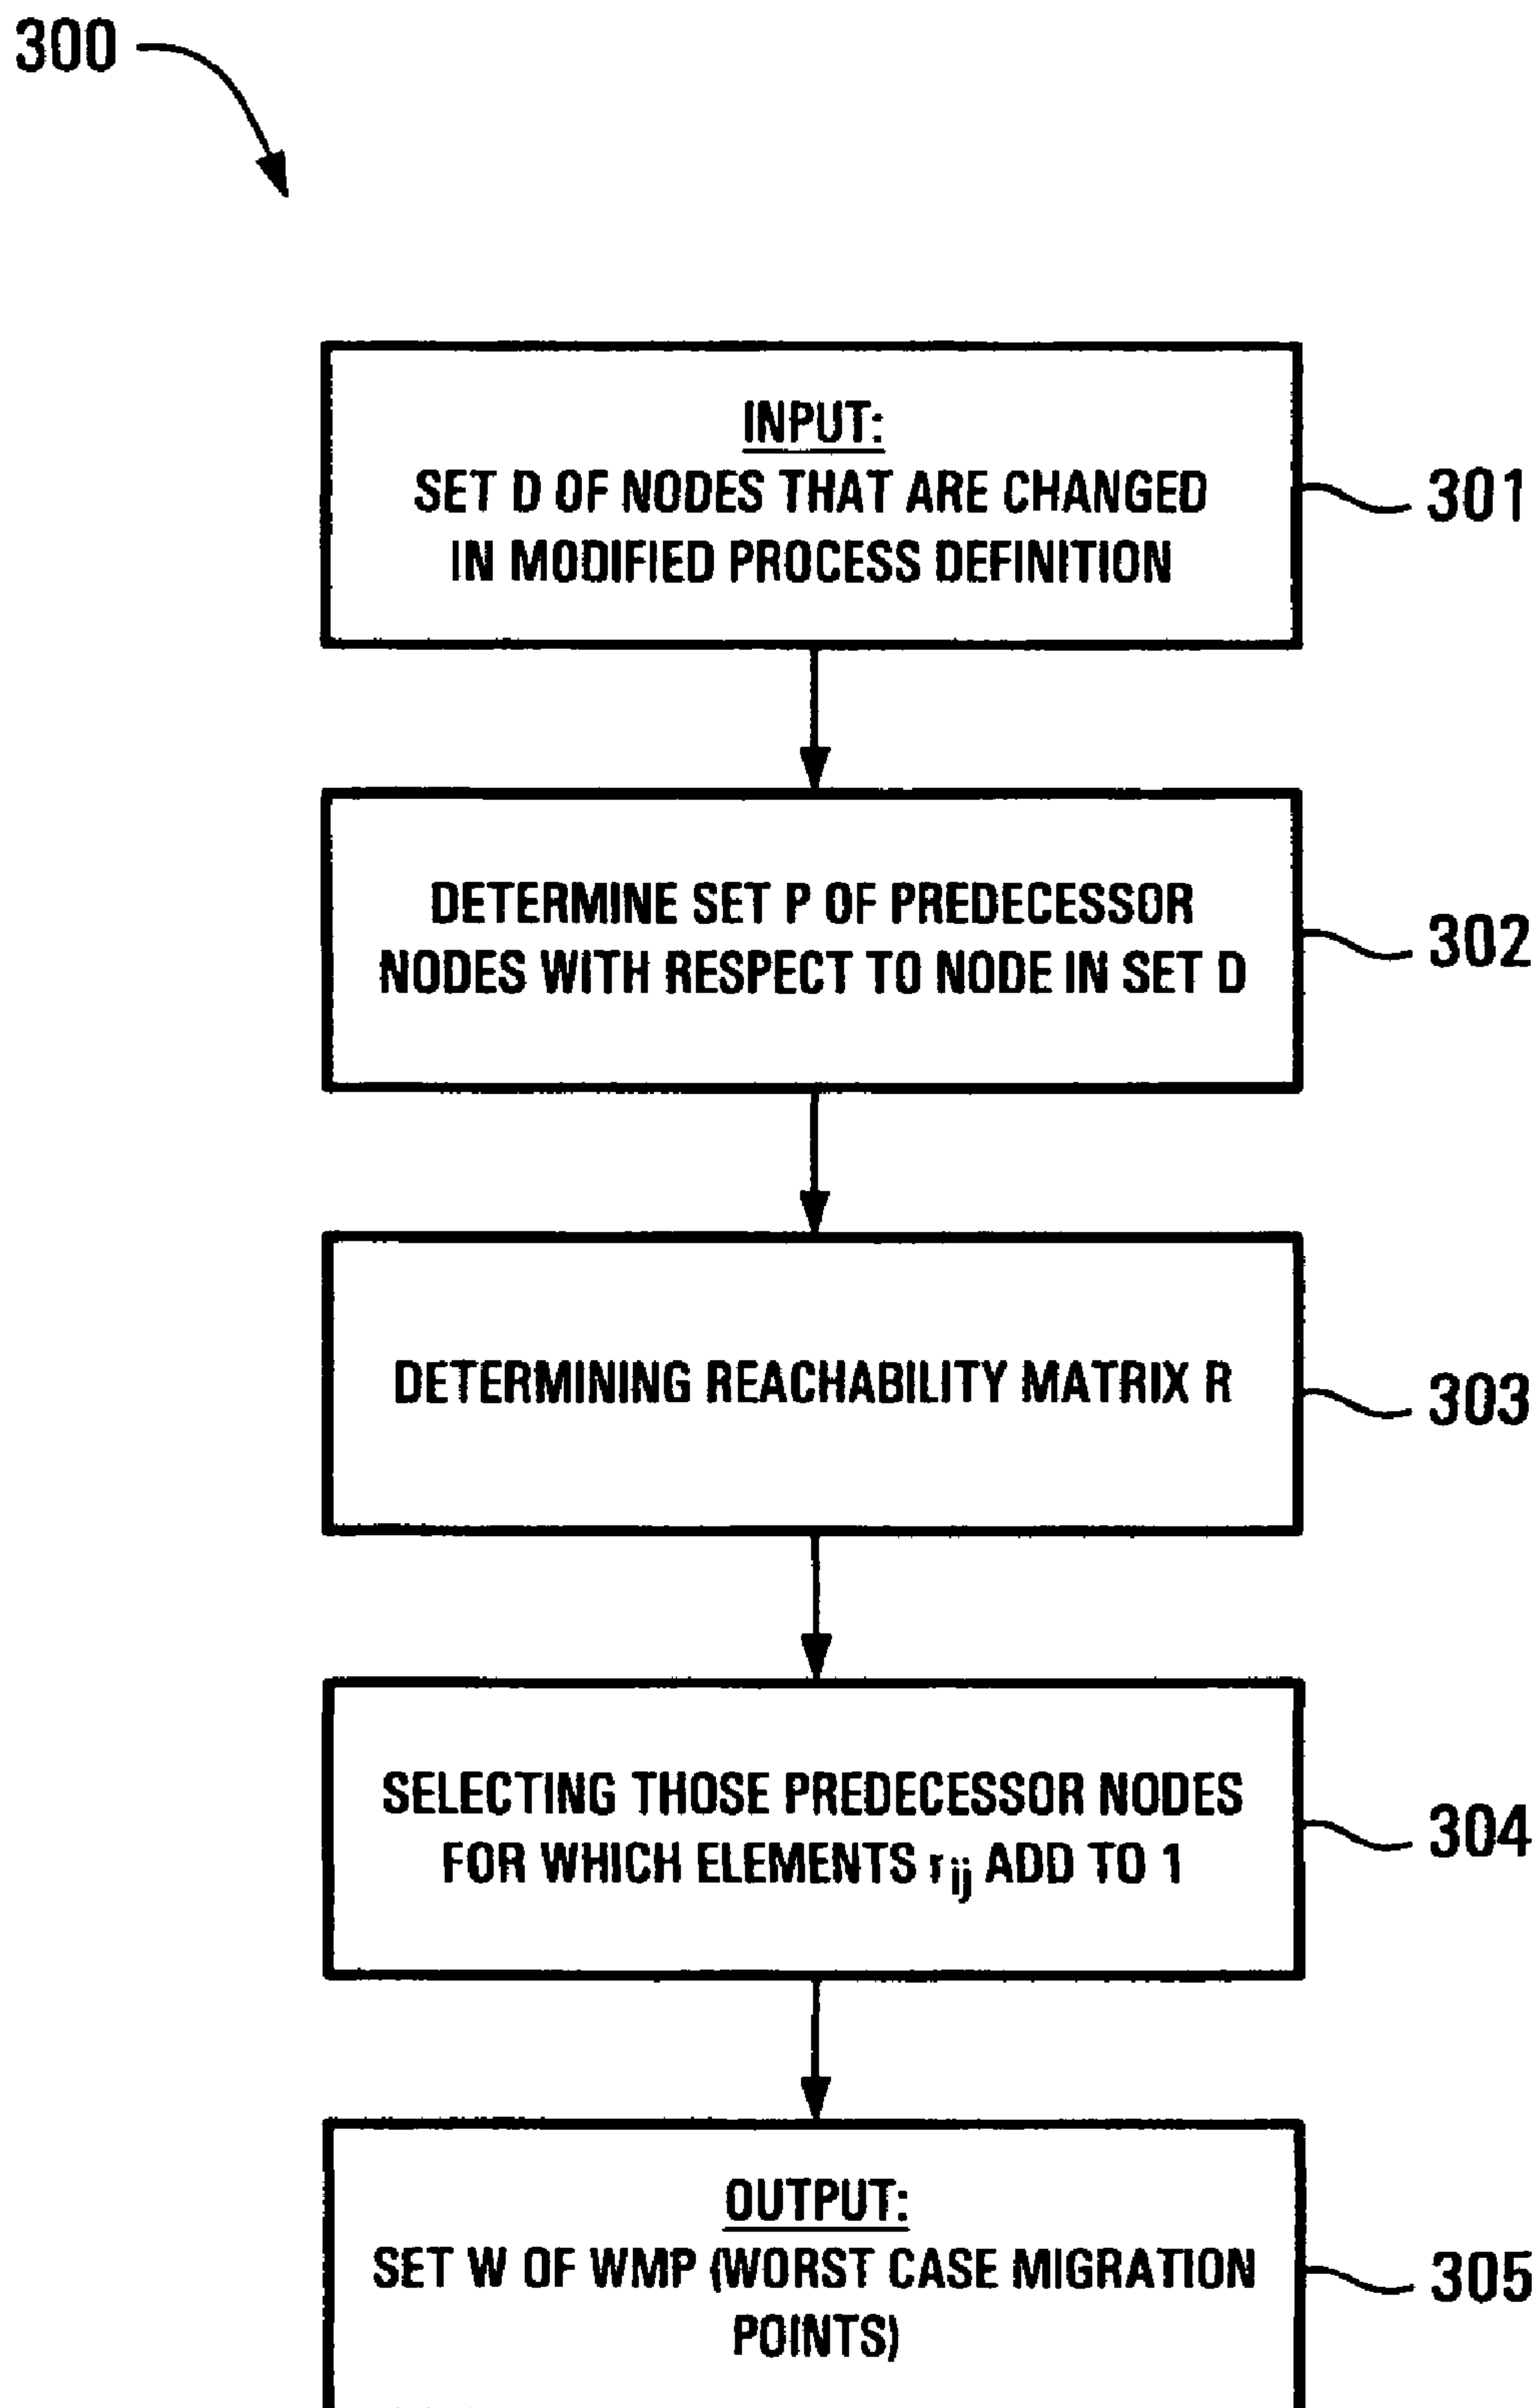 300
INPUT:
SET D OF NODES THAT ARE CHANGED
IN MODIFIED PROCESS DEFINITION
301
DETERMINE SET P OF PREDECESSOR
NODES WITH RESPECT TO NODE IN SET D
302
DETERMINING REACHABILITY MATRIX R
303
SELECTING THOSE PREDECESSOR NODES
FOR WHICH ELEMENTS rij ADD TO 1
304
OUTPUT:
SET W OF WMP (WORST CASE MIGRATION
POINTS)
305